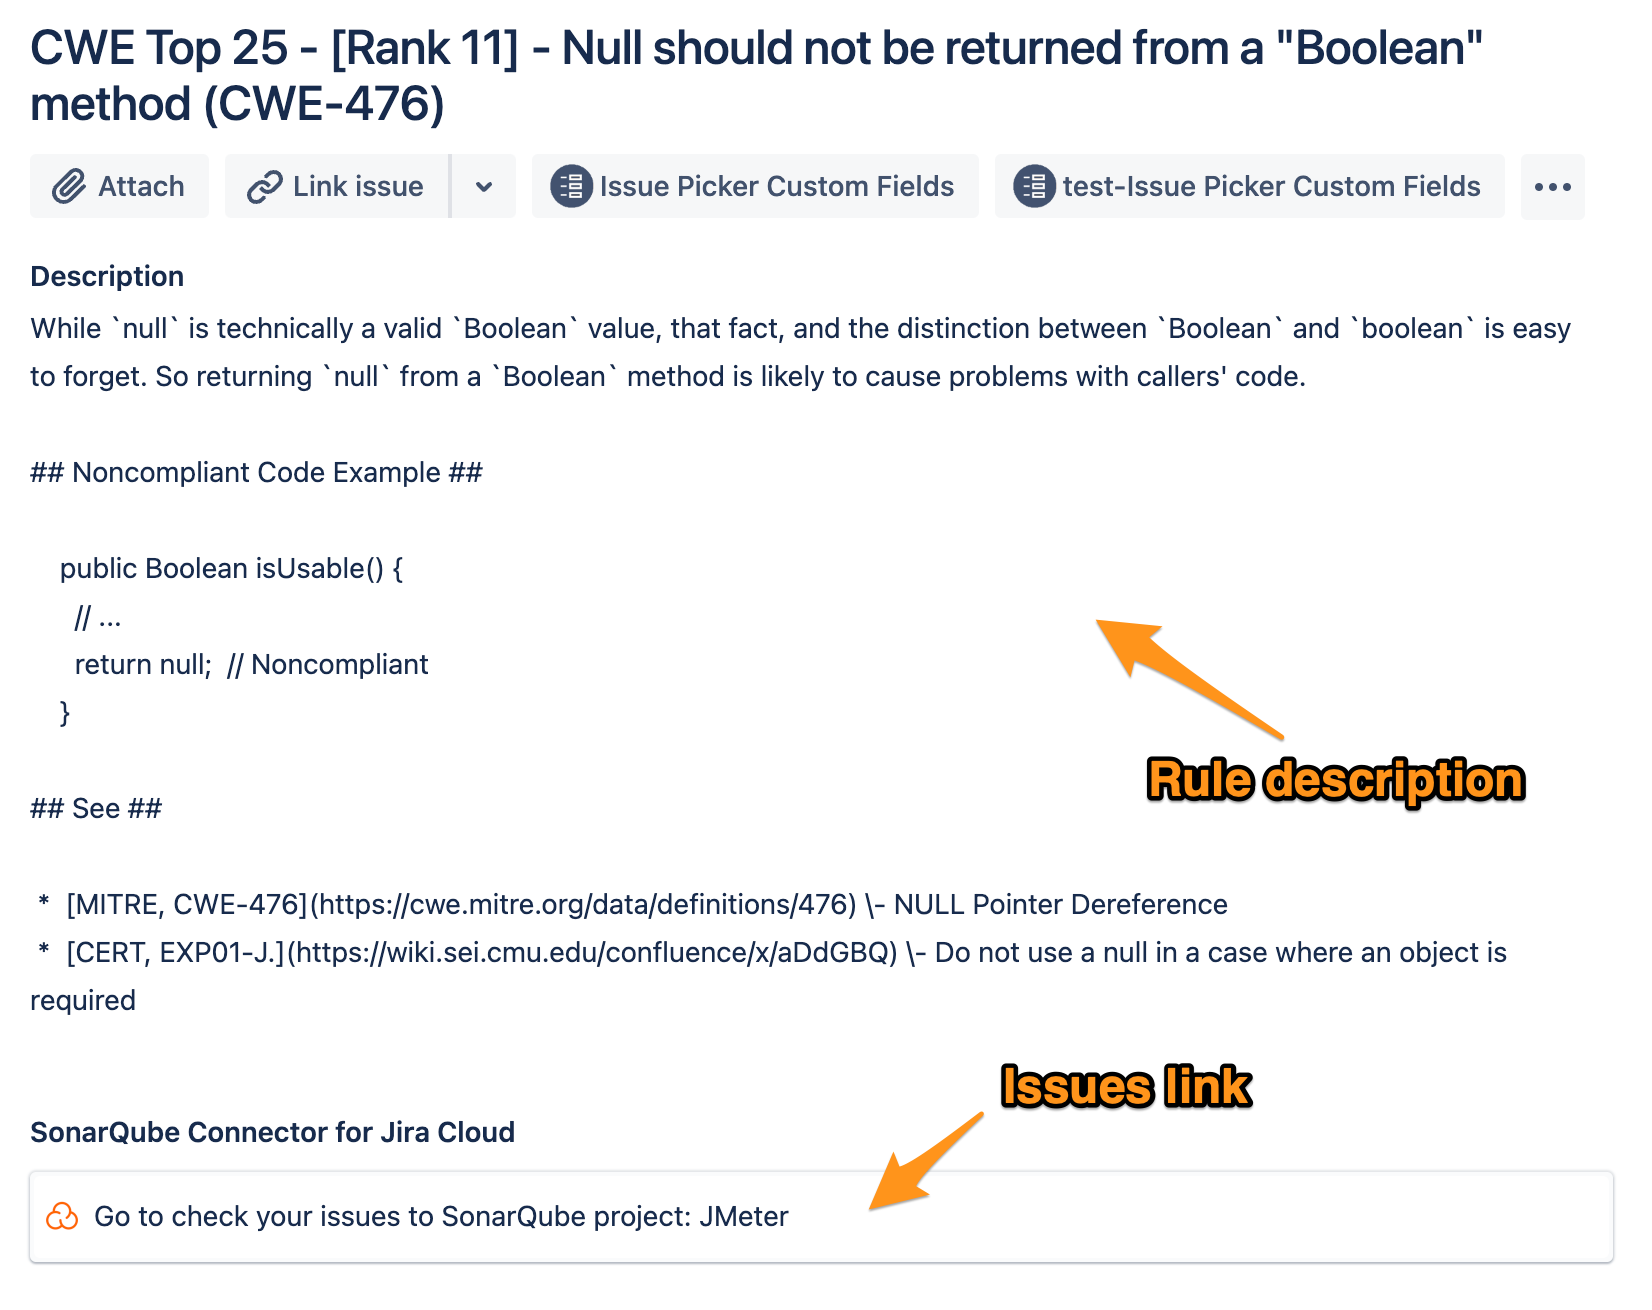 CWE Top 25 - [Rank 11] - Null should not be returned from a "Boolean"
method (CWE-476)
Attach
Link issue
Issue Picker Custom Fields
test-Issue Picker Custom Fields
Description
While `null` is technically a valid `Boolean` value, that fact, and the distinction between `Boolean` and `boolean` is easy
to forget. So returning `null` from a `Boolean` method is likely to cause problems with callers' code.
## Noncompliant Code Example ##
public Boolean isUsable() {
// ...
return null;  // Noncompliant
}
Rule description
## See ##
*  [MITRE, CWE-476](https://cwe.mitre.org/data/definitions/476) \- NULL Pointer Dereference
*  [CERT, EXP01-J.](https://wiki.sei.cmu.edu/confluence/x/aDdGBQ) \- Do not use a null in a case where an object is
required
Issues link
SonarQube Connector for Jira Cloud
Go to check your issues to SonarQube project: JMeter